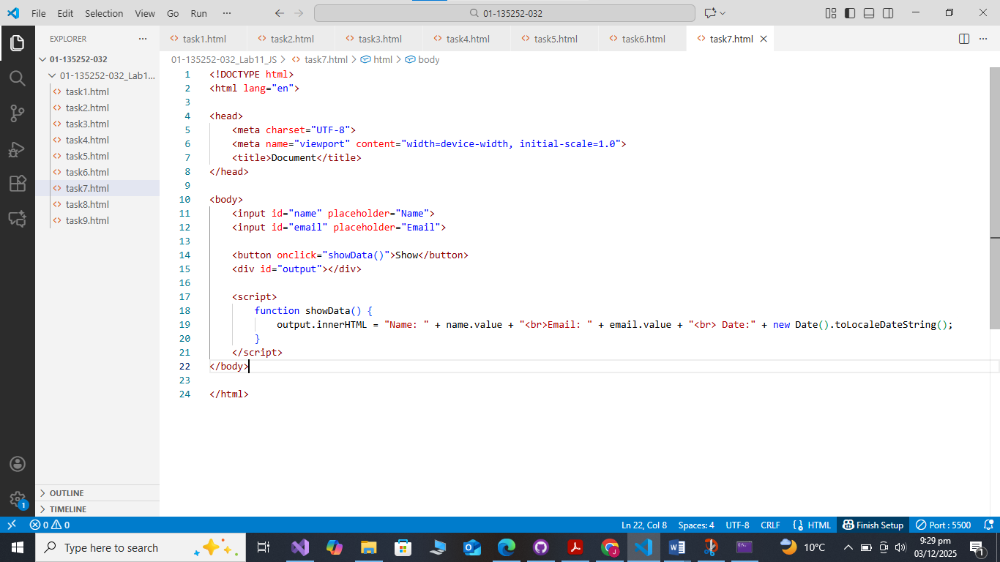 File Edit Selection View Go Run ··· 01-135252-032
EXPLORER ···
01-135252-032
01-135252-032_Lab1...
task1.html
task2.html
task3.html
task4.html
task5.html
task6.html
task7.html
task8.html
task9.html
OUTLINE
TIMELINE
task1.html task2.html task3.html task4.html task5.html task6.html task7.html
01-135252-032_Lab11_JS > task7.html > html > body
1 <!DOCTYPE html>
2 <html lang="en">
3
4 <head>
5 <meta charset="UTF-8">
6 <meta name="viewport" content="width=device-width, initial-scale=1.0">
7 <title>Document</title>
8 </head>
9
10 <body>
11 <input id="name" placeholder="Name">
12 <input id="email" placeholder="Email">
13
14 <button onclick="showData()">Show</button>
15 <div id="output"></div>
16
17 <script>
18 function showData() {
19 output.innerHTML = "Name: " + name.value + "<br>Email: " + email.value + "<br> Date:" + new Date().toLocaleDateString();
20 }
21 </script>
22 </body>
23
24 </html>
1
0 0 Ln 22, Col 8 Spaces: 4 UTF-8 CRLF {} HTML Finish Setup Port : 5500
Type here to search 10°C 9:29 pm
03/12/2025 1